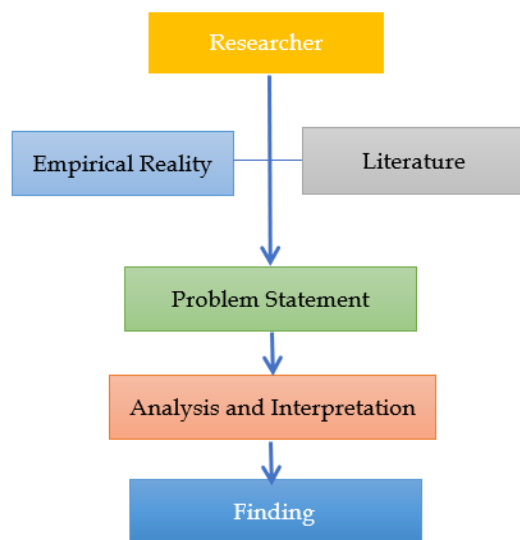 Researcher
Empirical Reality
Literature
Problem Statement
Analysis and Interpretation
Finding